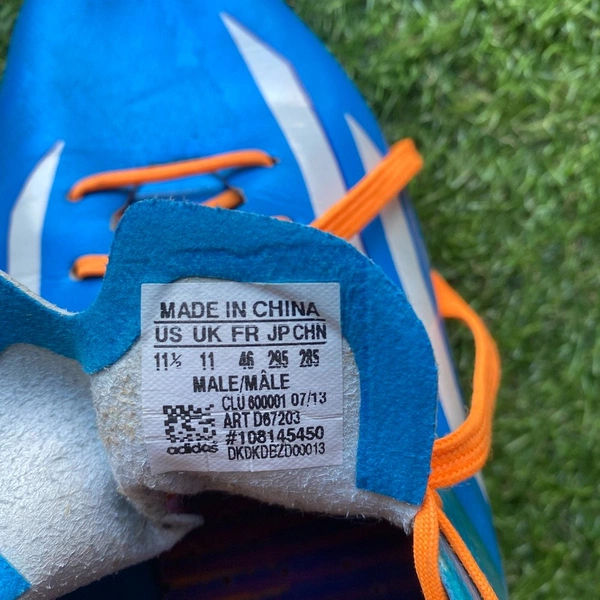 MADE IN CHINA
US UK FR JP CHN
11½ 11 46 295 285
MALE/MÂLE
CLU 600001 07/13
ART D67203
#108145450
adidas DKDKDEZD00013